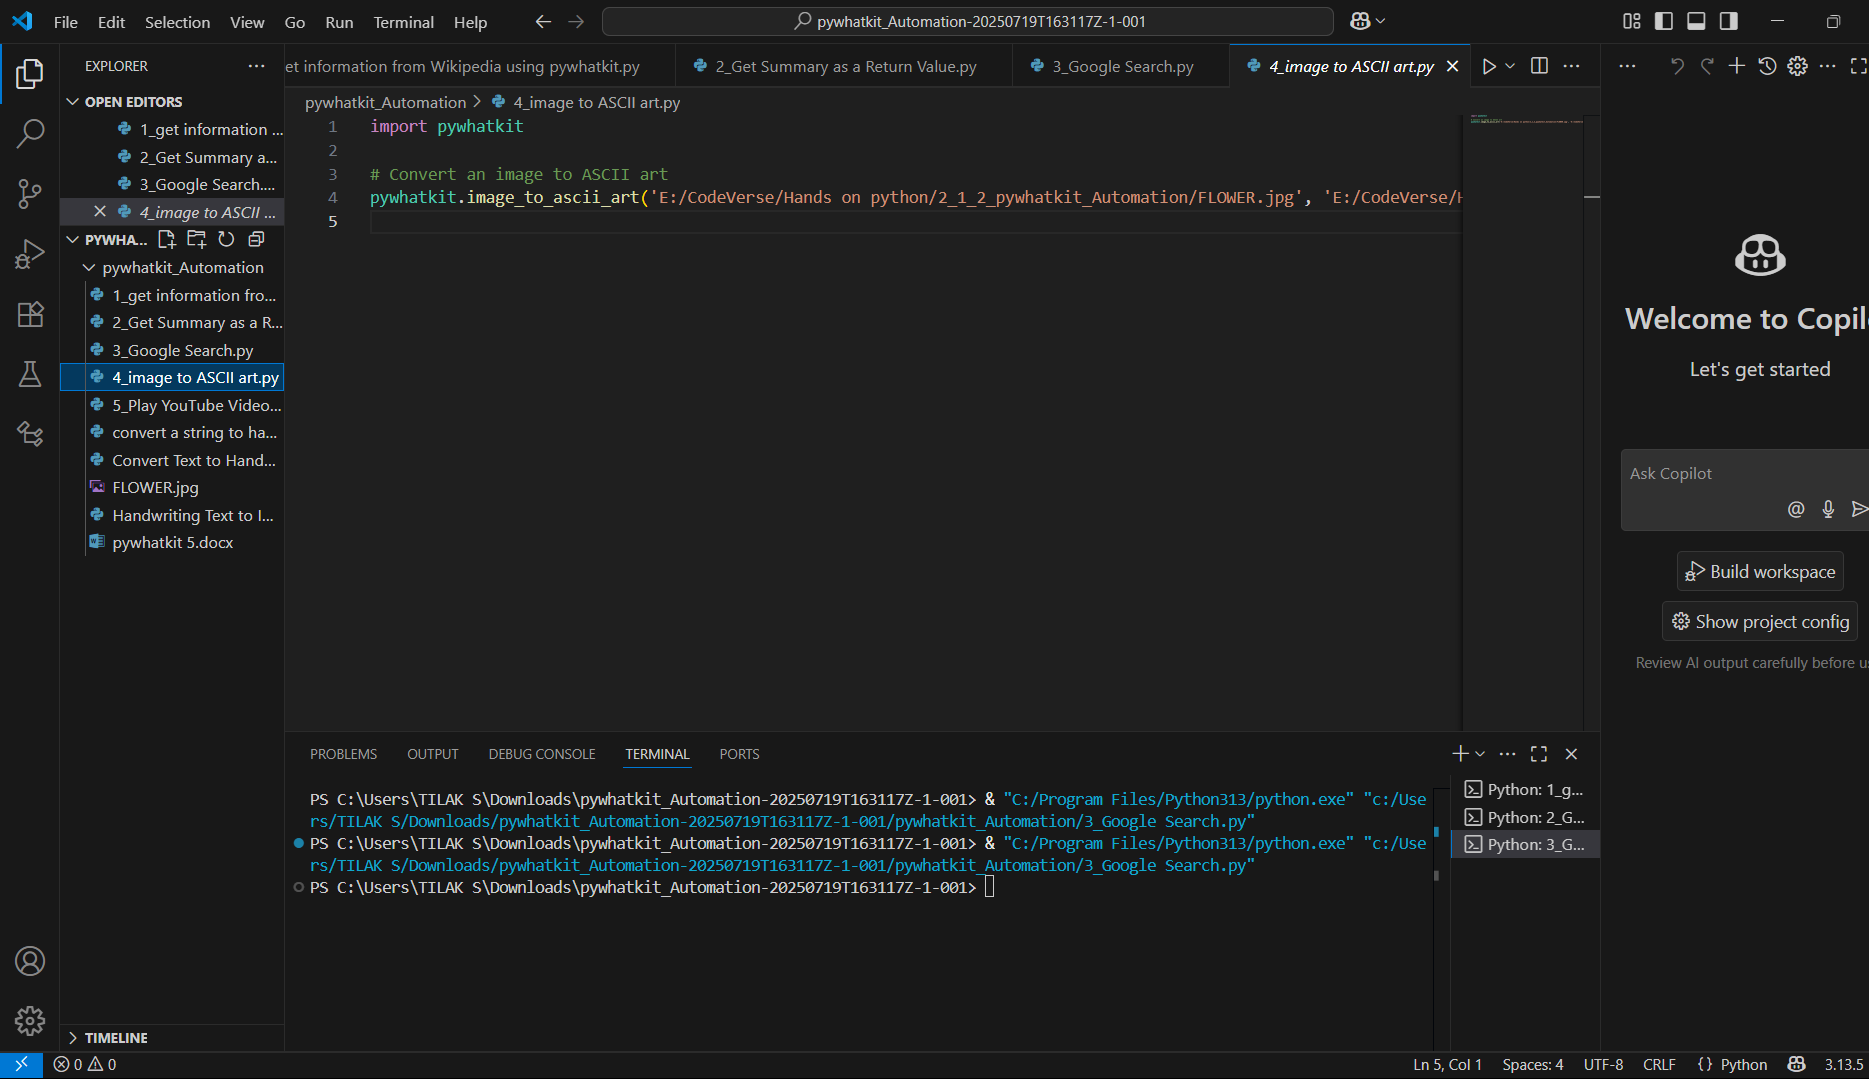 File Edit Selection View Go Run Terminal Help
pywhatkit_Automation-20250719T163117Z-1-001
EXPLORER
et information from Wikipedia using pywhatkit.py
2_Get Summary as a Return Value.py
3_Google Search.py
4_image to ASCII art.py
OPEN EDITORS
1_get information ...
2_Get Summary a...
3_Google Search....
4_image to ASCII ...
PYWHA...
pywhatkit_Automation
1_get information fro...
2_Get Summary as a R...
3_Google Search.py
4_image to ASCII art.py
5_Play YouTube Video...
convert a string to ha...
Convert Text to Hand...
FLOWER.jpg
Handwriting Text to I...
pywhatkit 5.docx
TIMELINE
pywhatkit_Automation > 4_image to ASCII art.py
1 import pywhatkit
2
3 # Convert an image to ASCII art
4 pywhatkit.image_to_ascii_art('E:/CodeVerse/Hands on python/2_1_2_pywhatkit_Automation/FLOWER.jpg', 'E:/CodeVerse/H
5
PROBLEMS OUTPUT DEBUG CONSOLE TERMINAL PORTS
PS C:\Users\TILAK S\Downloads\pywhatkit_Automation-20250719T163117Z-1-001> & "C:/Program Files/Python313/python.exe" "c:/Use
rs/TILAK S/Downloads/pywhatkit_Automation-20250719T163117Z-1-001/pywhatkit_Automation/3_Google Search.py"
PS C:\Users\TILAK S\Downloads\pywhatkit_Automation-20250719T163117Z-1-001> & "C:/Program Files/Python313/python.exe" "c:/Use
rs/TILAK S/Downloads/pywhatkit_Automation-20250719T163117Z-1-001/pywhatkit_Automation/3_Google Search.py"
PS C:\Users\TILAK S\Downloads\pywhatkit_Automation-20250719T163117Z-1-001>
Python: 1_g...
Python: 2_G...
Python: 3_G...
Welcome to Copil
Let's get started
Ask Copilot
@
Build workspace
Show project config
Review AI output carefully before us
0 0
Ln 5, Col 1 Spaces: 4 UTF-8 CRLF {} Python 3.13.5